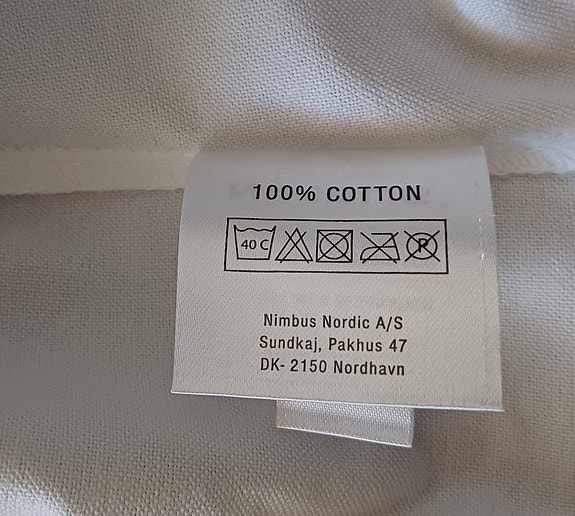 100% COTTON
40 C P
Nimbus Nordic A/S
Sundkaj, Pakhus 47
DK- 2150 Nordhavn